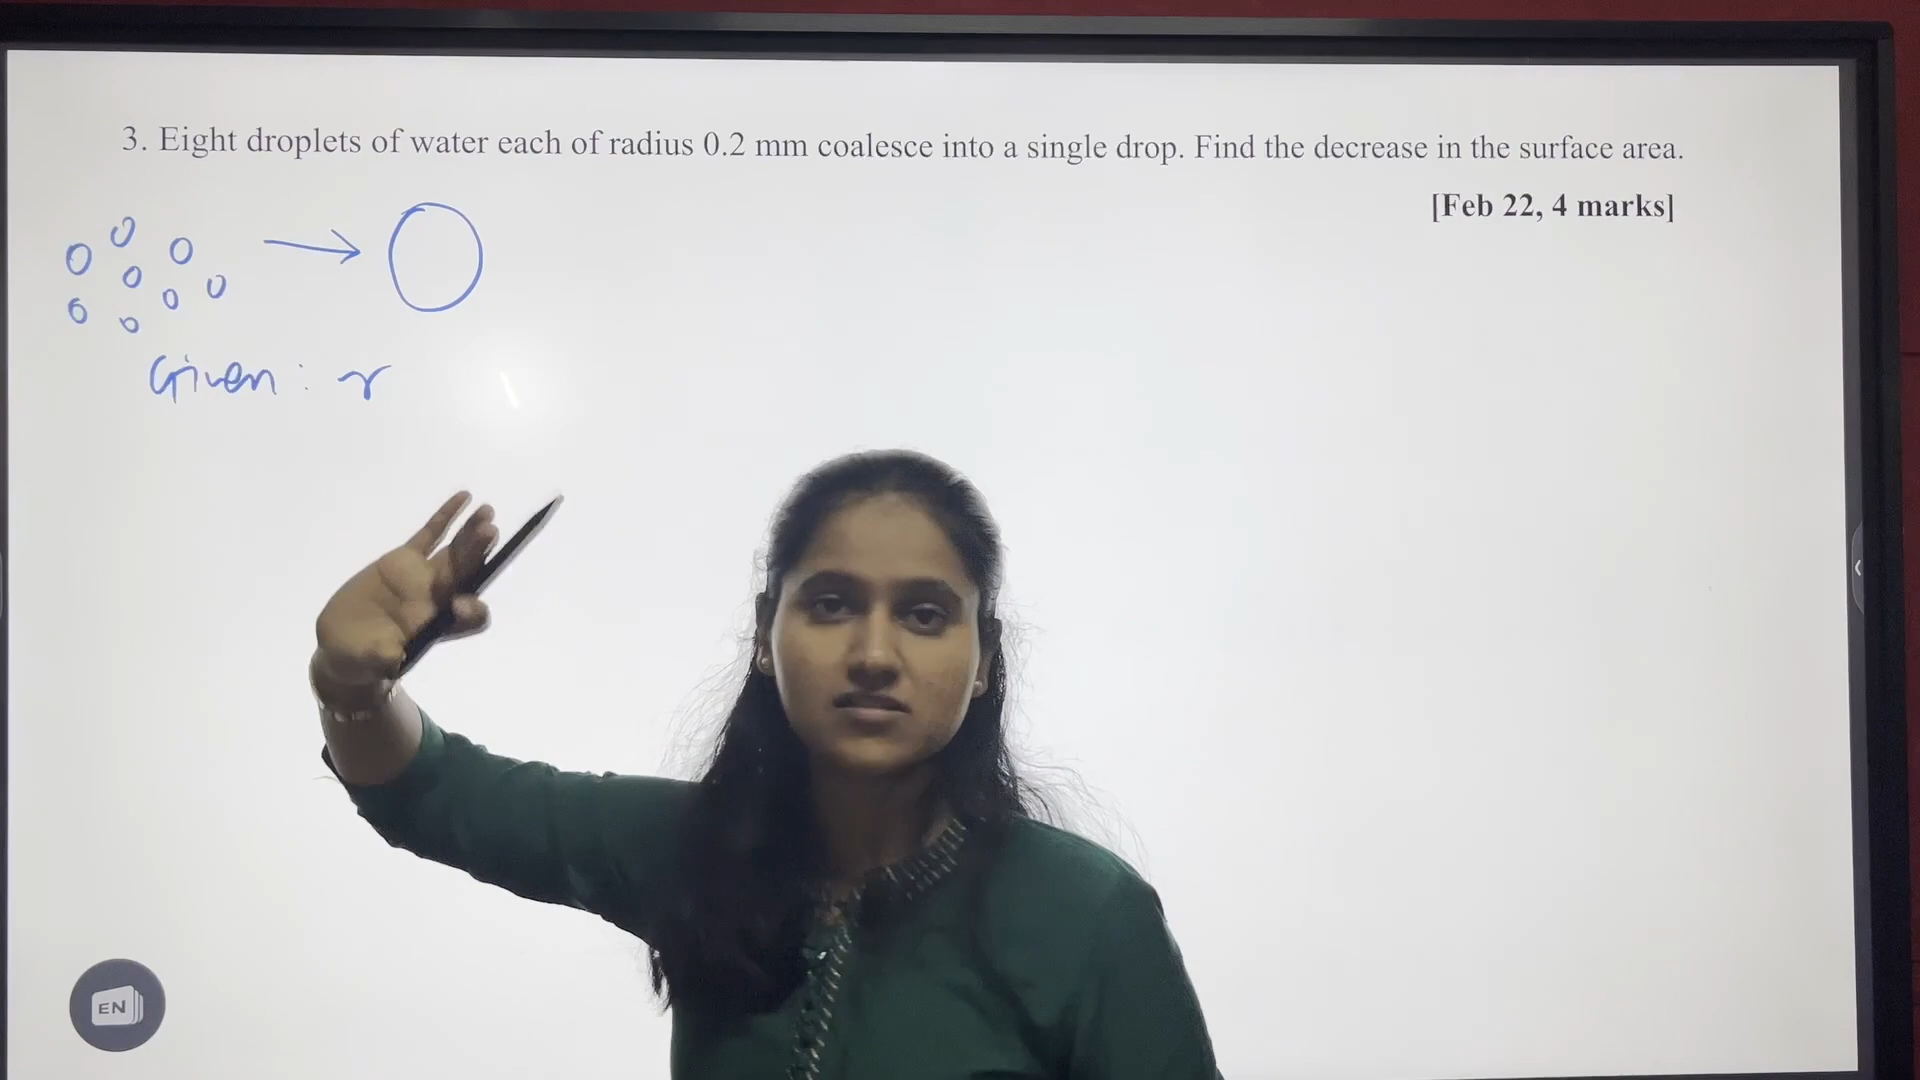 3. Eight droplets of water each of radius 0.2 mm coalesce into a single drop. Find the decrease in the surface area.
[Feb 22, 4 marks]
Given : r
EN